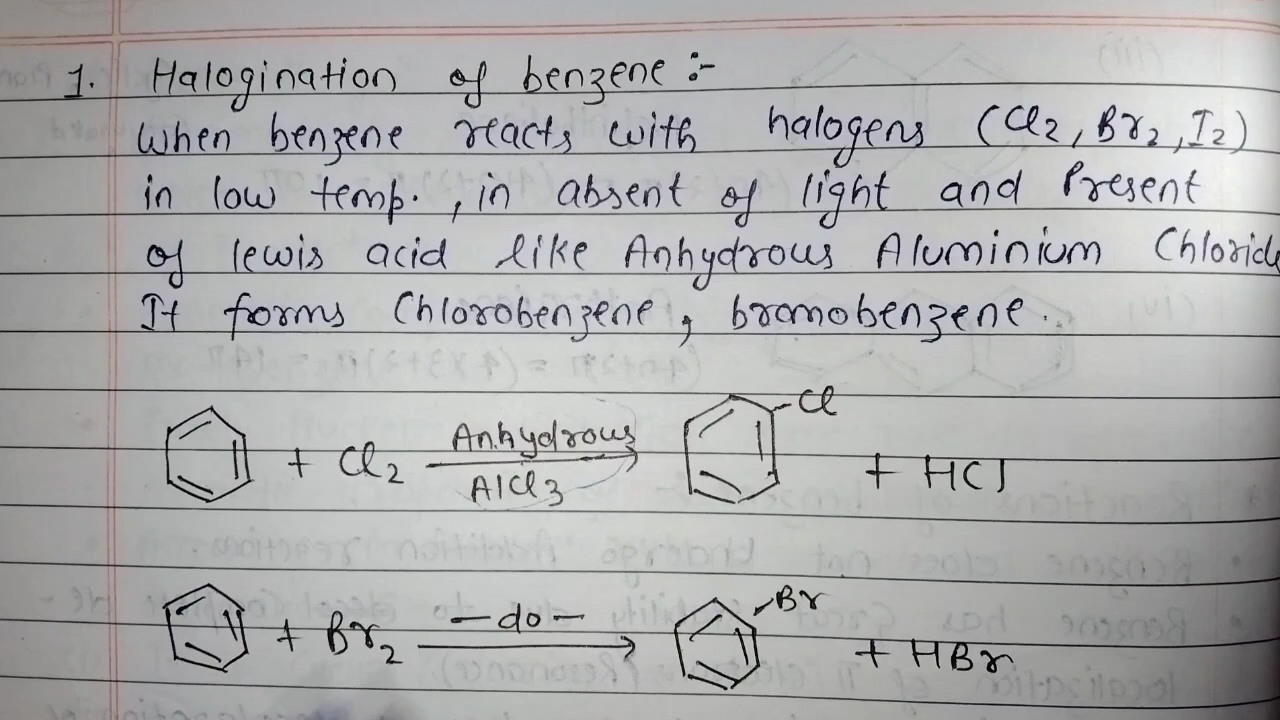 1. Halogination of benzene :-
When benzene reacts with halogens (Cl2, Br2, I2)
in low temp. , in absent of light and Present
of lewis acid like Anhydrous Aluminium Chloride
It forms Chlorobenzene, bromobenzene.
Cl
+ Cl2 Anhydrous AlCl3 + HCl
Br
+ Br2 —do— + HBr